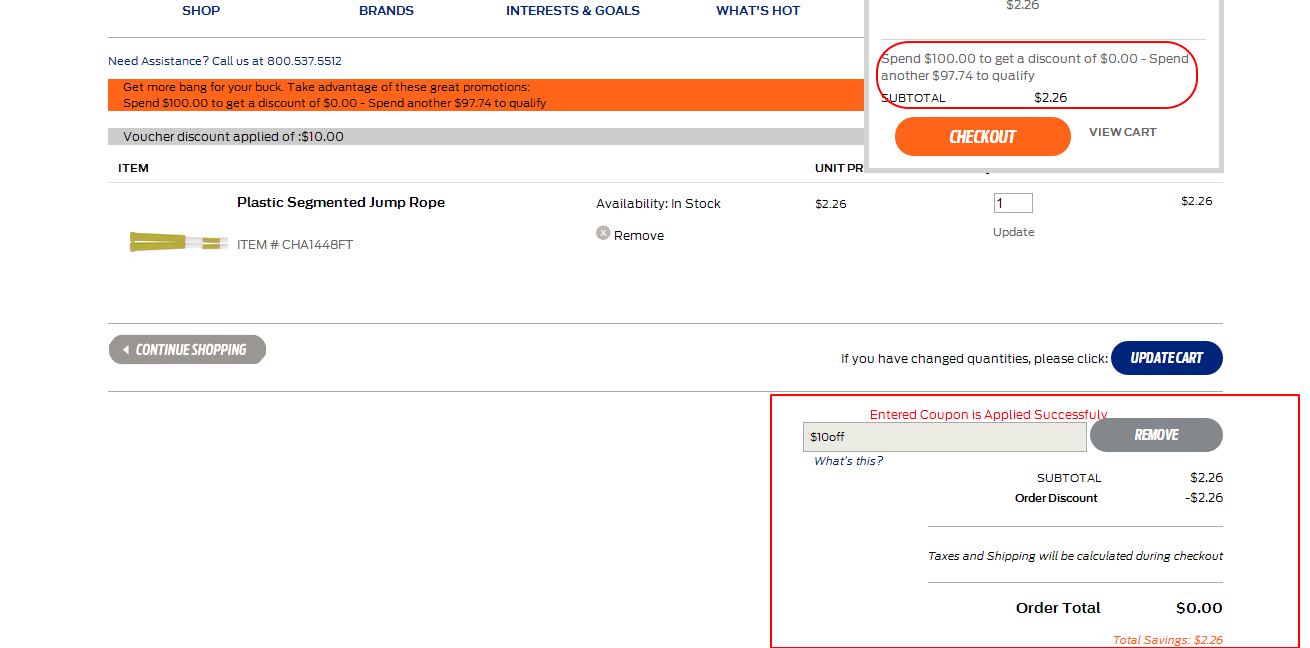 SHOP BRANDS INTERESTS & GOALS WHAT'S HOT
$2.26
Need Assistance? Call us at 800.537.5512
Spend $100.00 to get a discount of $0.00 - Spend
another $97.74 to qualify
SUBTOTAL $2.26
CHECKOUT VIEW CART
Get more bang for your buck. Take advantage of these great promotions:
Spend $100.00 to get a discount of $0.00 - Spend another $97.74 to qualify
Voucher discount applied of :$10.00
ITEM UNIT PR
Plastic Segmented Jump Rope Availability: In Stock $2.26 1 $2.26
ITEM # CHA1448FT x Remove Update
CONTINUE SHOPPING
If you have changed quantities, please click: UPDATE CART
Entered Coupon is Applied Successfuly
$10off REMOVE
What's this?
SUBTOTAL $2.26
Order Discount -$2.26
Taxes and Shipping will be calculated during checkout
Order Total $0.00
Total Savings: $2.26